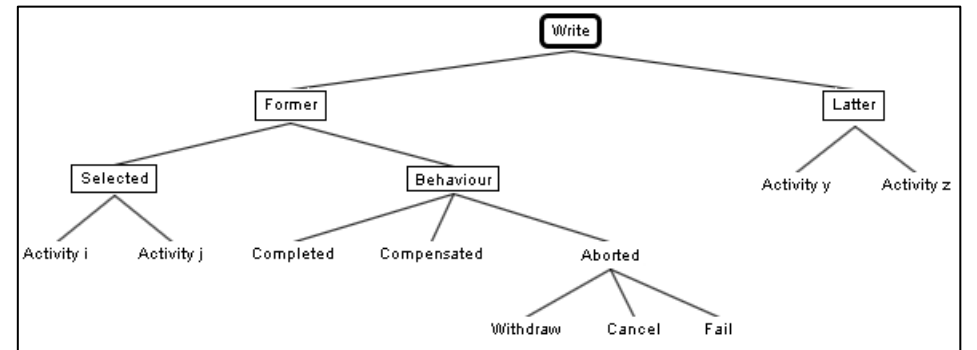 Write
Former
Latter
Selected
Behaviour
Activity y
Activity z
Activity i
Activity j
Completed
Compensated
Aborted
Withdraw
Cancel
Fail